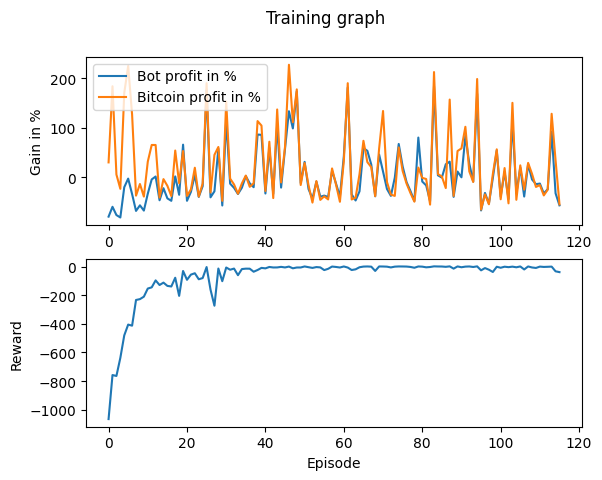 Training graph
Gain in %
200
100
0
Bot profit in %
Bitcoin profit in %
0 20 40 60 80 100 120
Reward
0
−200
−400
−600
−800
−1000
0 20 40 60 80 100 120
Episode